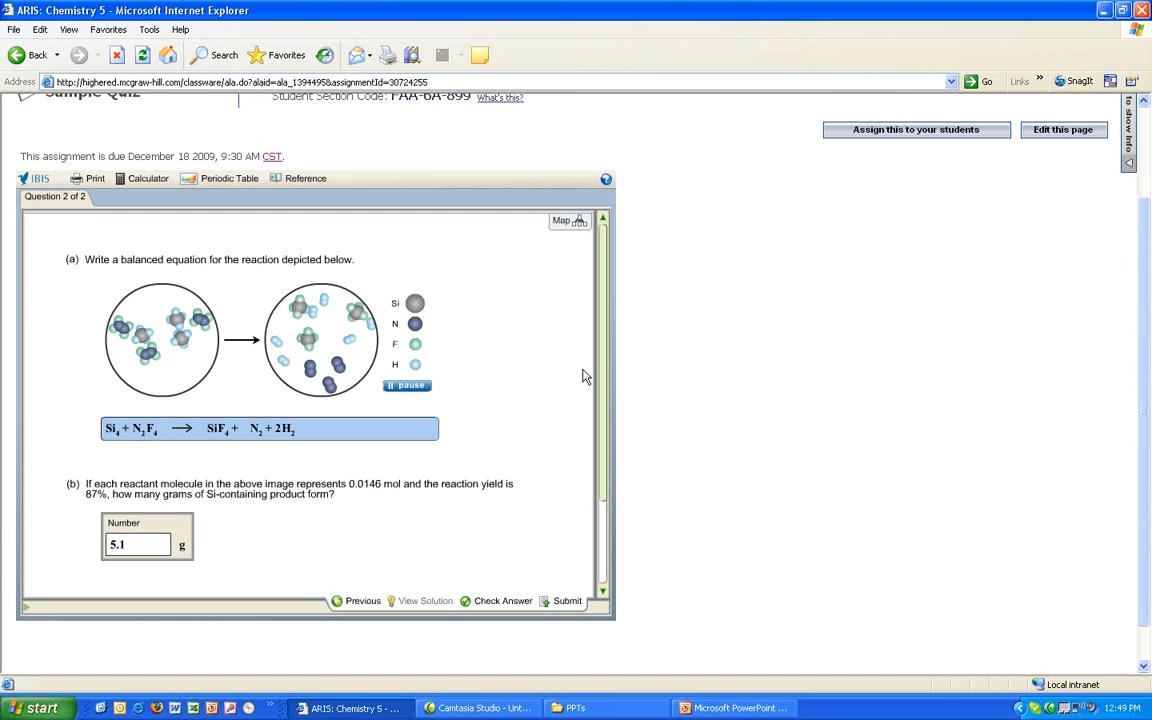 ARIS: Chemistry 5 - Microsoft Internet Explorer
File Edit View Favorites Tools Help
Back Search Favorites
Address http://highered.mcgraw-hill.com/classware/ala.do?alaid=ala_1394495&assignmentId=30724255 Go Links » SnagIt
Sample Quiz Student Section Code: FAA-6A-899 What's this?
to show Info
Assign this to your students Edit this page
This assignment is due December 18 2009, 9:30 AM CST.
IBIS Print Calculator Periodic Table Reference ?
Question 2 of 2
Map
(a) Write a balanced equation for the reaction depicted below.
Si
N
F
H
pause
Si₄ + N₂F₄ → SiF₄ + N₂ + 2H₂
(b) If each reactant molecule in the above image represents 0.0146 mol and the reaction yield is
87%, how many grams of Si-containing product form?
Number
5.1 g
Previous View Solution Check Answer Submit
Local intranet
start » ARIS: Chemistry 5 - ... Camtasia Studio - Unt... PPTs Microsoft PowerPoint ... 12:49 PM